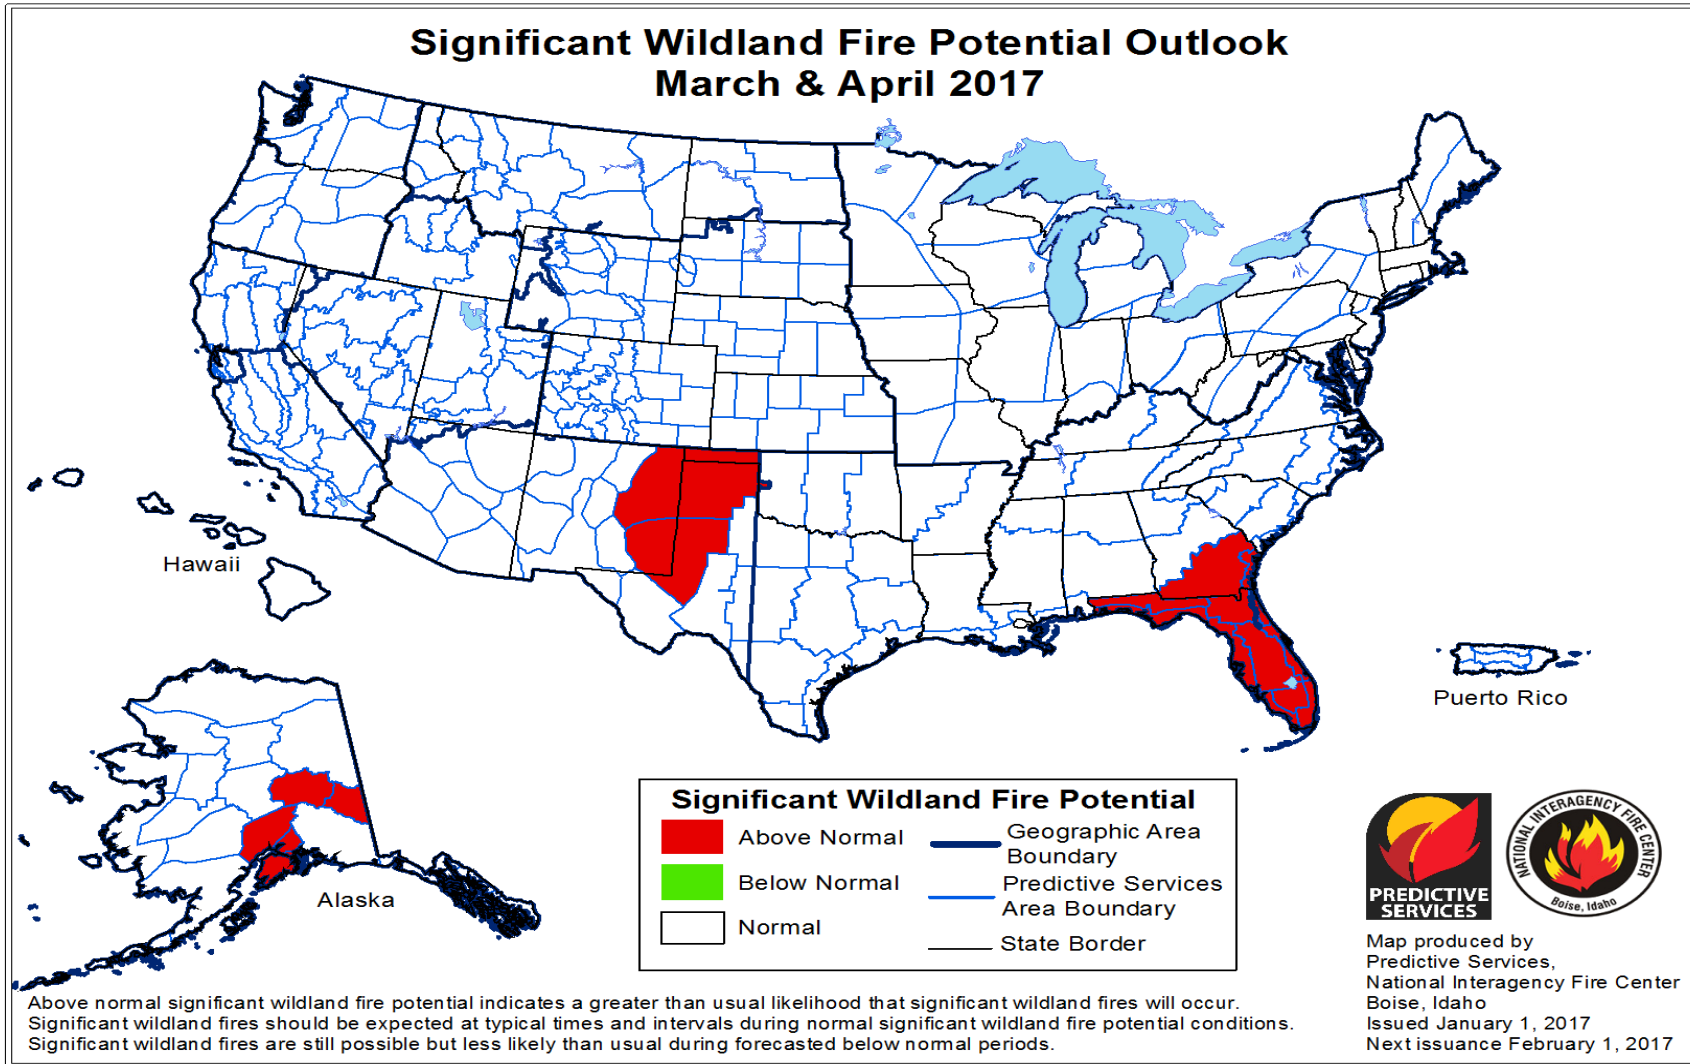 Significant Wildland Fire Potential Outlook
March & April 2017
Hawaii
Puerto Rico
Alaska
Significant Wildland Fire Potential
Above Normal
Below Normal
Normal
Geographic Area
Boundary
Predictive Services
Area Boundary
State Border
PREDICTIVE
SERVICES
NATIONAL INTERAGENCY FIRE CENTER
Boise, Idaho
Map produced by
Predictive Services,
National Interagency Fire Center
Boise, Idaho
Issued January 1, 2017
Next issuance February 1, 2017
Above normal significant wildland fire potential indicates a greater than usual likelihood that significant wildland fires will occur.
Significant wildland fires should be expected at typical times and intervals during normal significant wildland fire potential conditions.
Significant wildland fires are still possible but less likely than usual during forecasted below normal periods.